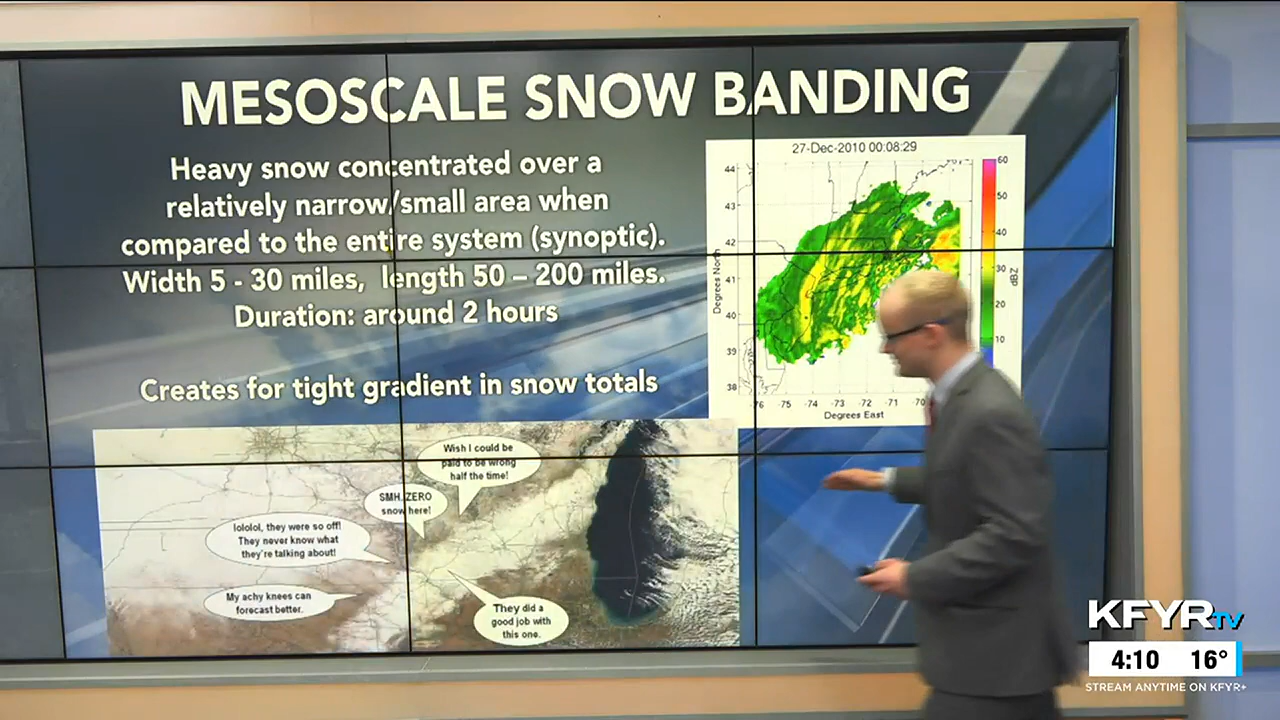 MESOSCALE SNOW BANDING
Heavy snow concentrated over a
relatively narrow/small area when
compared to the entire system (synoptic).
Width 5 - 30 miles, length 50 – 200 miles.
Duration: around 2 hours
Creates for tight gradient in snow totals
27-Dec-2010 00:08:29
44
43
42
41
40
39
38
Degrees North
-76 -75 -74 -73 -72 -71 -70
Degrees East
60
50
40
30
20
10
dBZ
Wish I could be
paid to be wrong
half the time!
SMH, ZERO
snow here!
lololol, they were so off!
They never know what
they're talking about!
My achy knees can
forecast better.
They did a
good job with
this one.
KFYR TV
4:10 16°
STREAM ANYTIME ON KFYR+